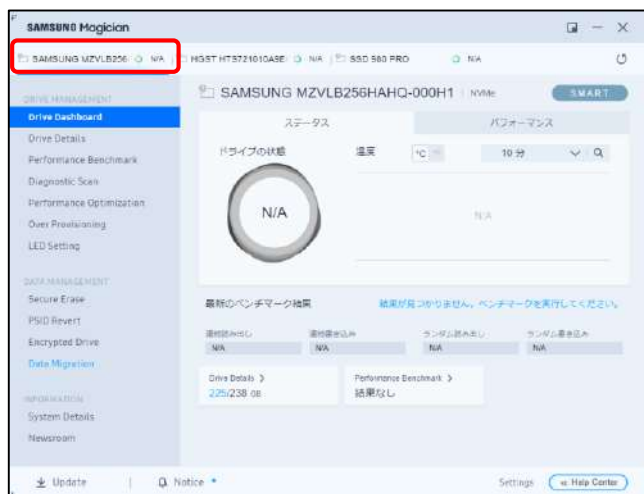 SAMSUNG Magician
SAMSUNG MZVLB256 N/A HGST HTS721010A9E N/A SSD 980 PRO N/A
DRIVE MANAGEMENT
SAMSUNG MZVLB256HAHQ-000H1 NVMe SMART
Drive Dashboard
ステータス パフォーマンス
Drive Details
ドライブの状態 温度 °C 10 分
Performance Benchmark
Diagnostic Scan
Performance Optimization
N/A N/A
Over Provisioning
LED Setting
DATA MANAGEMENT
Secure Erase
最新のベンチマーク結果 結果が見つかりません。ベンチマークを実行してください。
PSID Revert
連続読み出し 連続書き込み ランダム読み出し ランダム書き込み
Encrypted Drive
N/A N/A N/A N/A
Data Migration
Drive Details Performance Benchmark
225/238 GB 結果なし
INFORMATION
System Details
Newsroom
Update Notice Settings Help Center